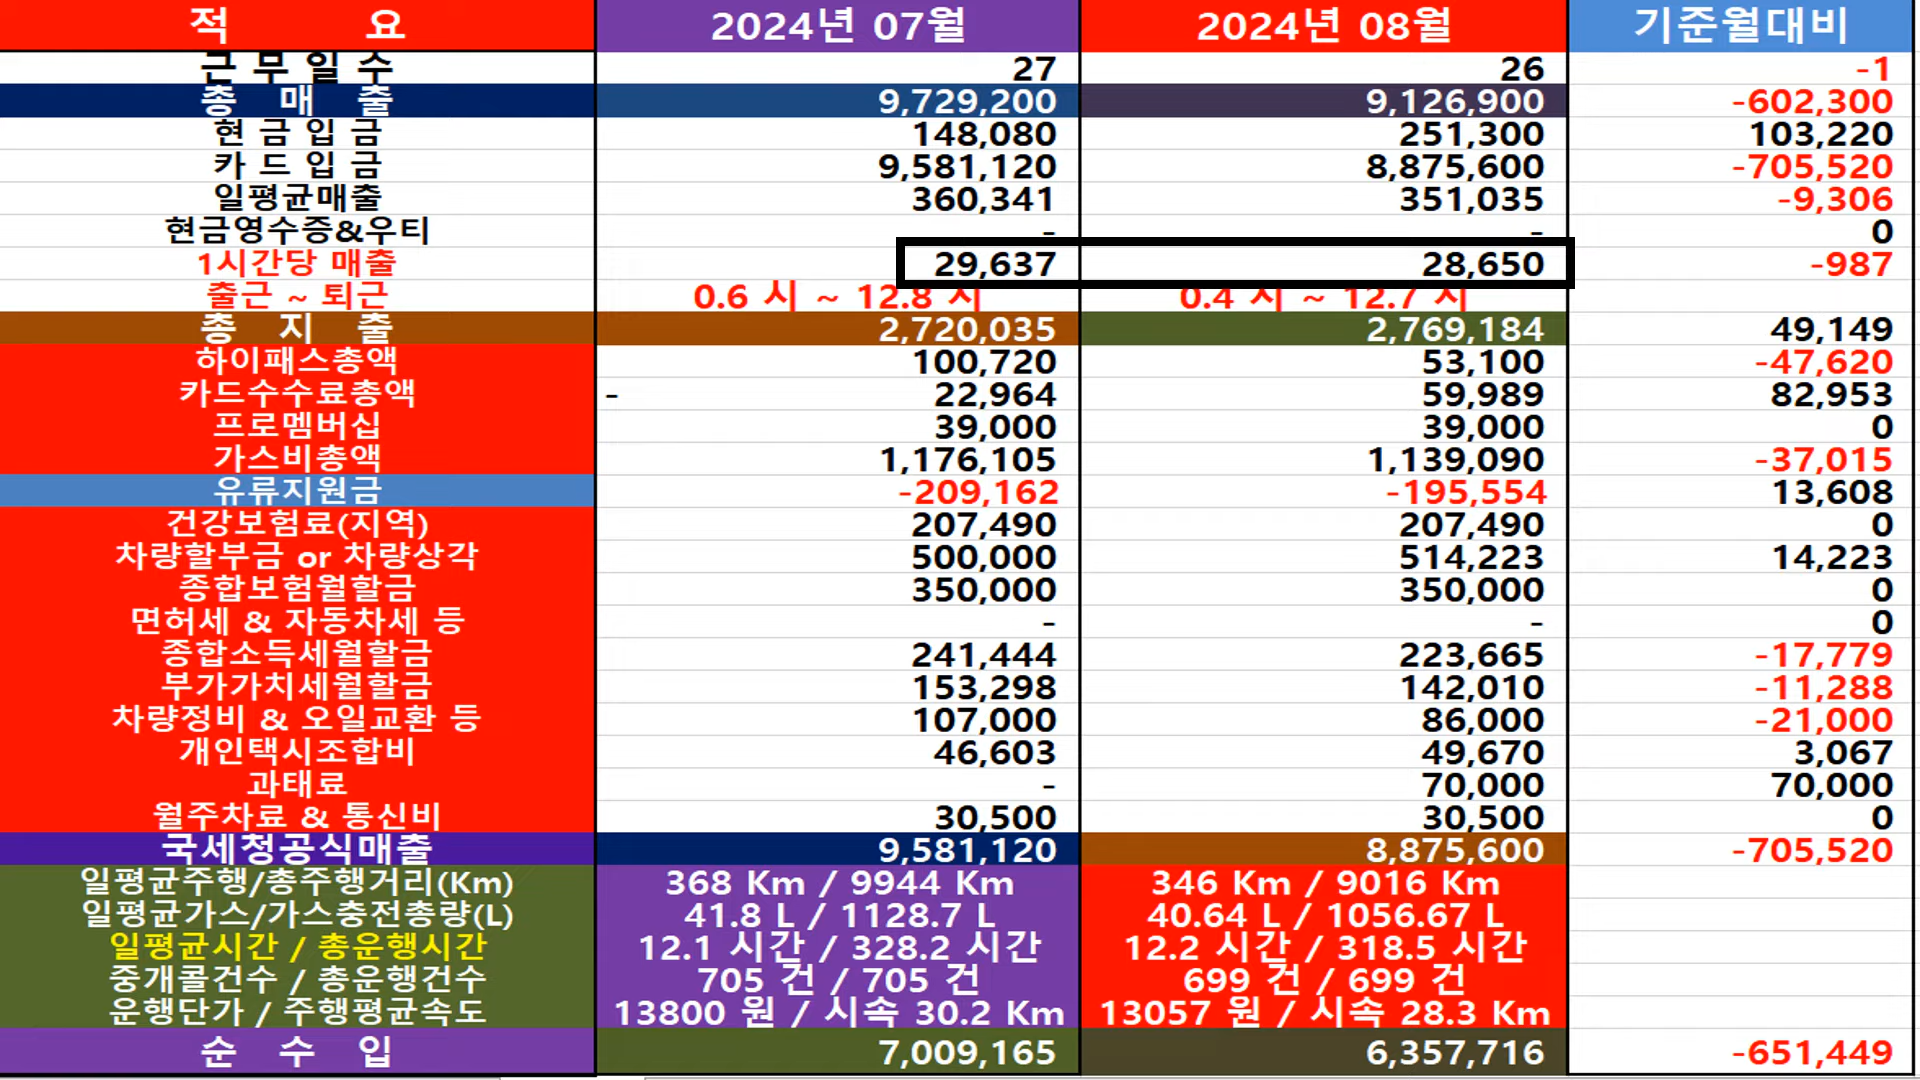 적 요 2024년 07월 2024년 08월 기준월대비
근 무 일 수 27 26 -1
총 매 출 9,729,200 9,126,900 -602,300
현 금 입 금 148,080 251,300 103,220
카 드 입 금 9,581,120 8,875,600 -705,520
일평균매출 360,341 351,035 -9,306
현금영수증&우티 - - 0
1시간당 매출 29,637 28,650 -987
출근 ~ 퇴근 0.6 시 ~ 12.8 시 0.4 시 ~ 12.7 시
총 지 출 2,720,035 2,769,184 49,149
하이패스총액 100,720 53,100 -47,620
카드수수료총액 - 22,964 59,989 82,953
프로멤버십 39,000 39,000 0
가스비총액 1,176,105 1,139,090 -37,015
유류지원금 -209,162 -195,554 13,608
건강보험료(지역) 207,490 207,490 0
차량할부금 or 차량상각 500,000 514,223 14,223
종합보험월할금 350,000 350,000 0
면허세 & 자동차세 등 - - 0
종합소득세월할금 241,444 223,665 -17,779
부가가치세월할금 153,298 142,010 -11,288
차량정비 & 오일교환 등 107,000 86,000 -21,000
개인택시조합비 46,603 49,670 3,067
과태료 - 70,000 70,000
월주차료 & 통신비 30,500 30,500 0
국세청공식매출 9,581,120 8,875,600 -705,520
일평균주행/총주행거리(Km) 368 Km / 9944 Km 346 Km / 9016 Km
일평균가스/가스충전총량(L) 41.8 L / 1128.7 L 40.64 L / 1056.67 L
일평균시간 / 총운행시간 12.1 시간 / 328.2 시간 12.2 시간 / 318.5 시간
중개콜건수 / 총운행건수 705 건 / 705 건 699 건 / 699 건
운행단가 / 주행평균속도 13800 원 / 시속 30.2 Km 13057 원 / 시속 28.3 Km
순 수 입 7,009,165 6,357,716 -651,449